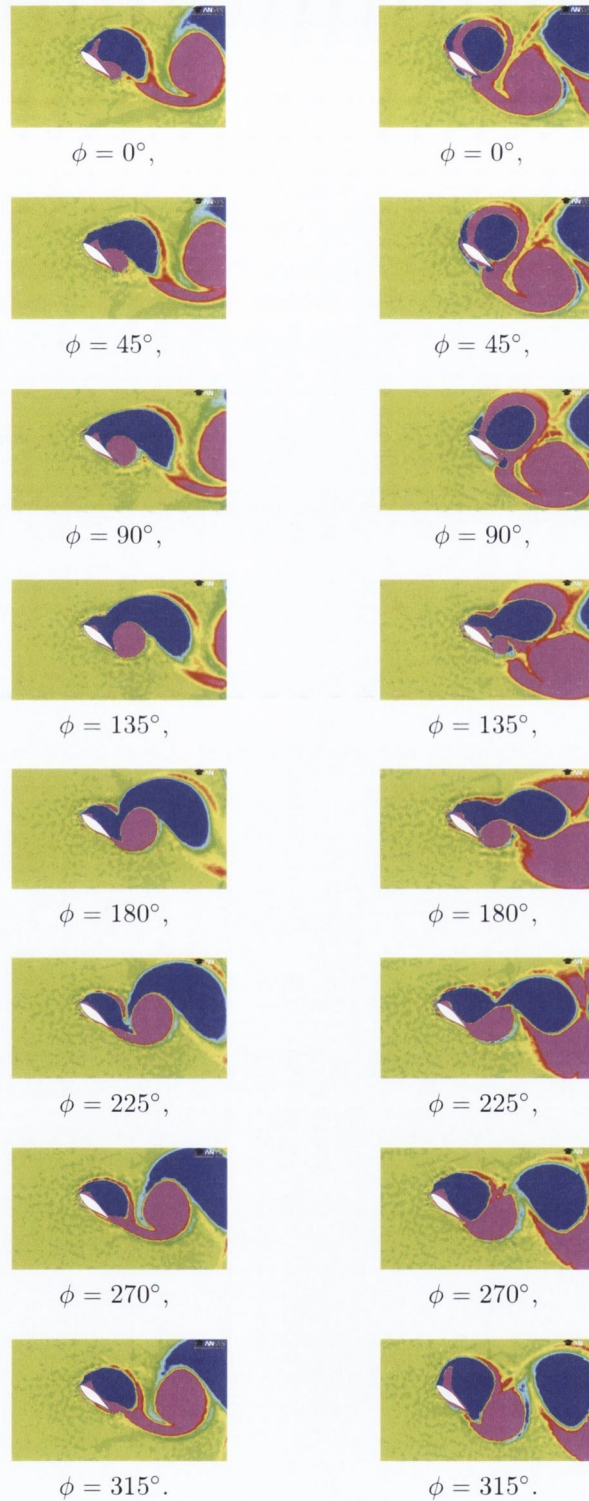 ϕ = 0°, ϕ = 0°,
ϕ = 45°, ϕ = 45°,
ϕ = 90°, ϕ = 90°,
ϕ = 135°, ϕ = 135°,
ϕ = 180°, ϕ = 180°,
ϕ = 225°, ϕ = 225°,
ϕ = 270°, ϕ = 270°,
ϕ = 315°. ϕ = 315°.